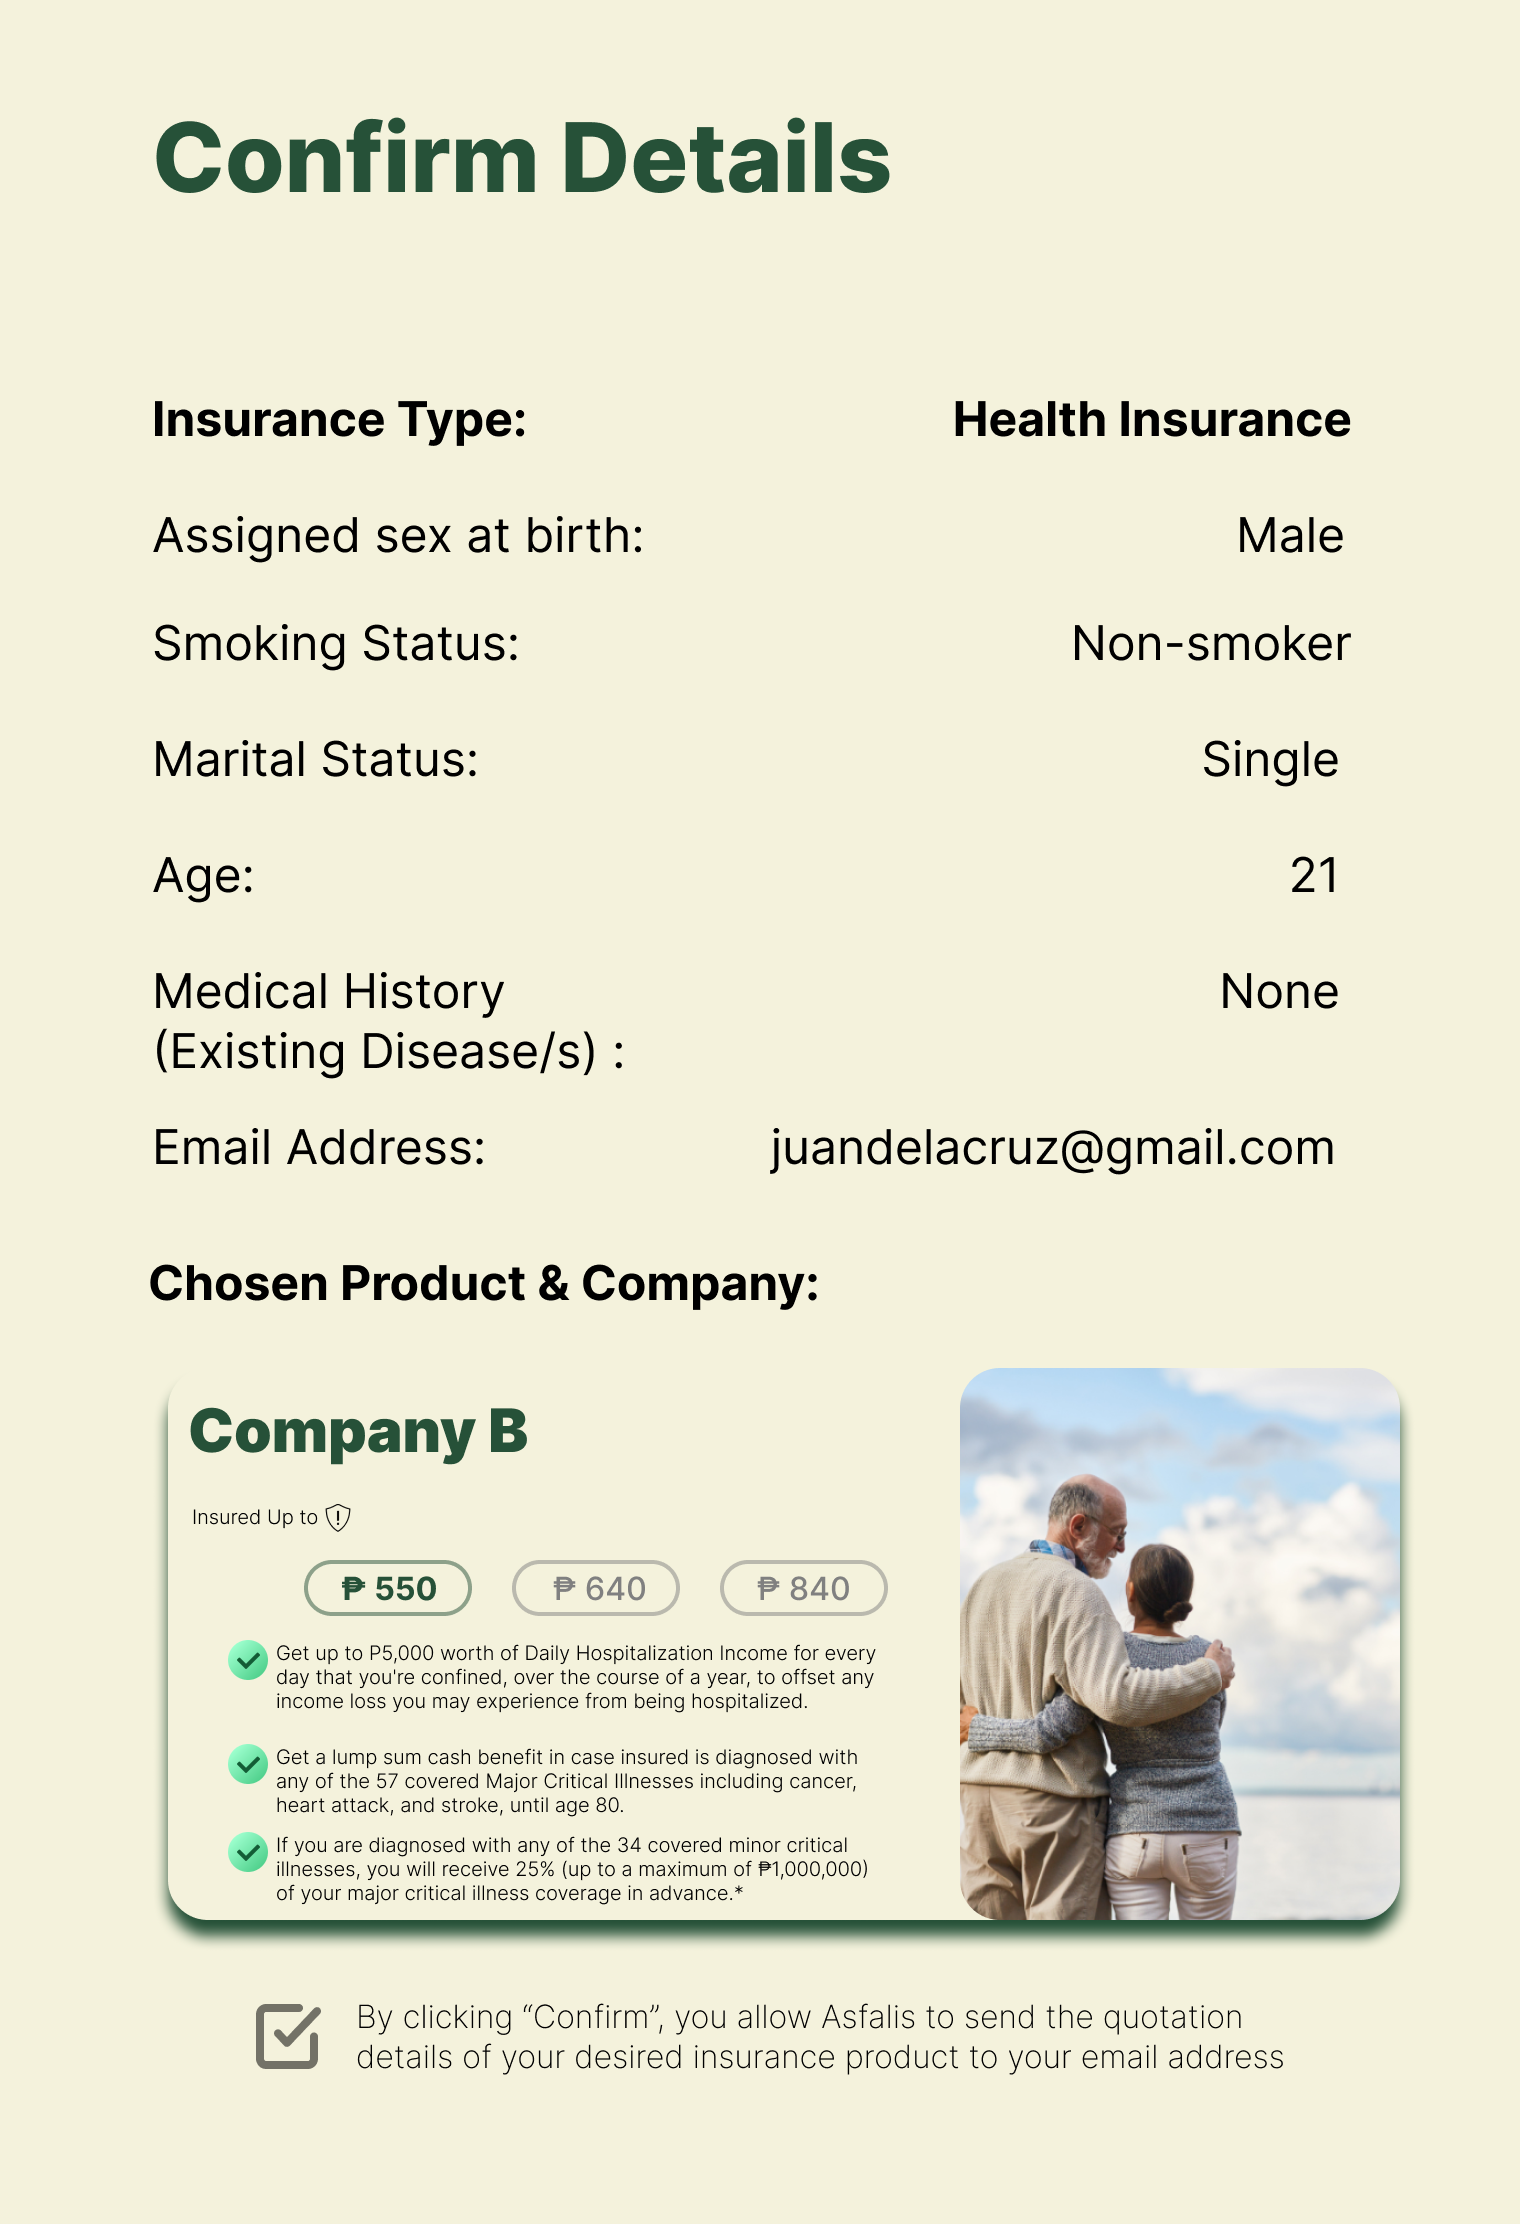 Confirm Details
Insurance Type: Health Insurance
Assigned sex at birth: Male
Smoking Status: Non-smoker
Marital Status: Single
Age: 21
Medical History None
(Existing Disease/s) :
Email Address: juandelacruz@gmail.com
Chosen Product & Company:
Company B
Insured Up to
₱ 550 ₱ 640 ₱ 840
Get up to P5,000 worth of Daily Hospitalization Income for every
day that you're confined, over the course of a year, to offset any
income loss you may experience from being hospitalized.
Get a lump sum cash benefit in case insured is diagnosed with
any of the 57 covered Major Critical Illnesses including cancer,
heart attack, and stroke, until age 80.
If you are diagnosed with any of the 34 covered minor critical
illnesses, you will receive 25% (up to a maximum of ₱1,000,000)
of your major critical illness coverage in advance.*
By clicking “Confirm”, you allow Asfalis to send the quotation
details of your desired insurance product to your email address